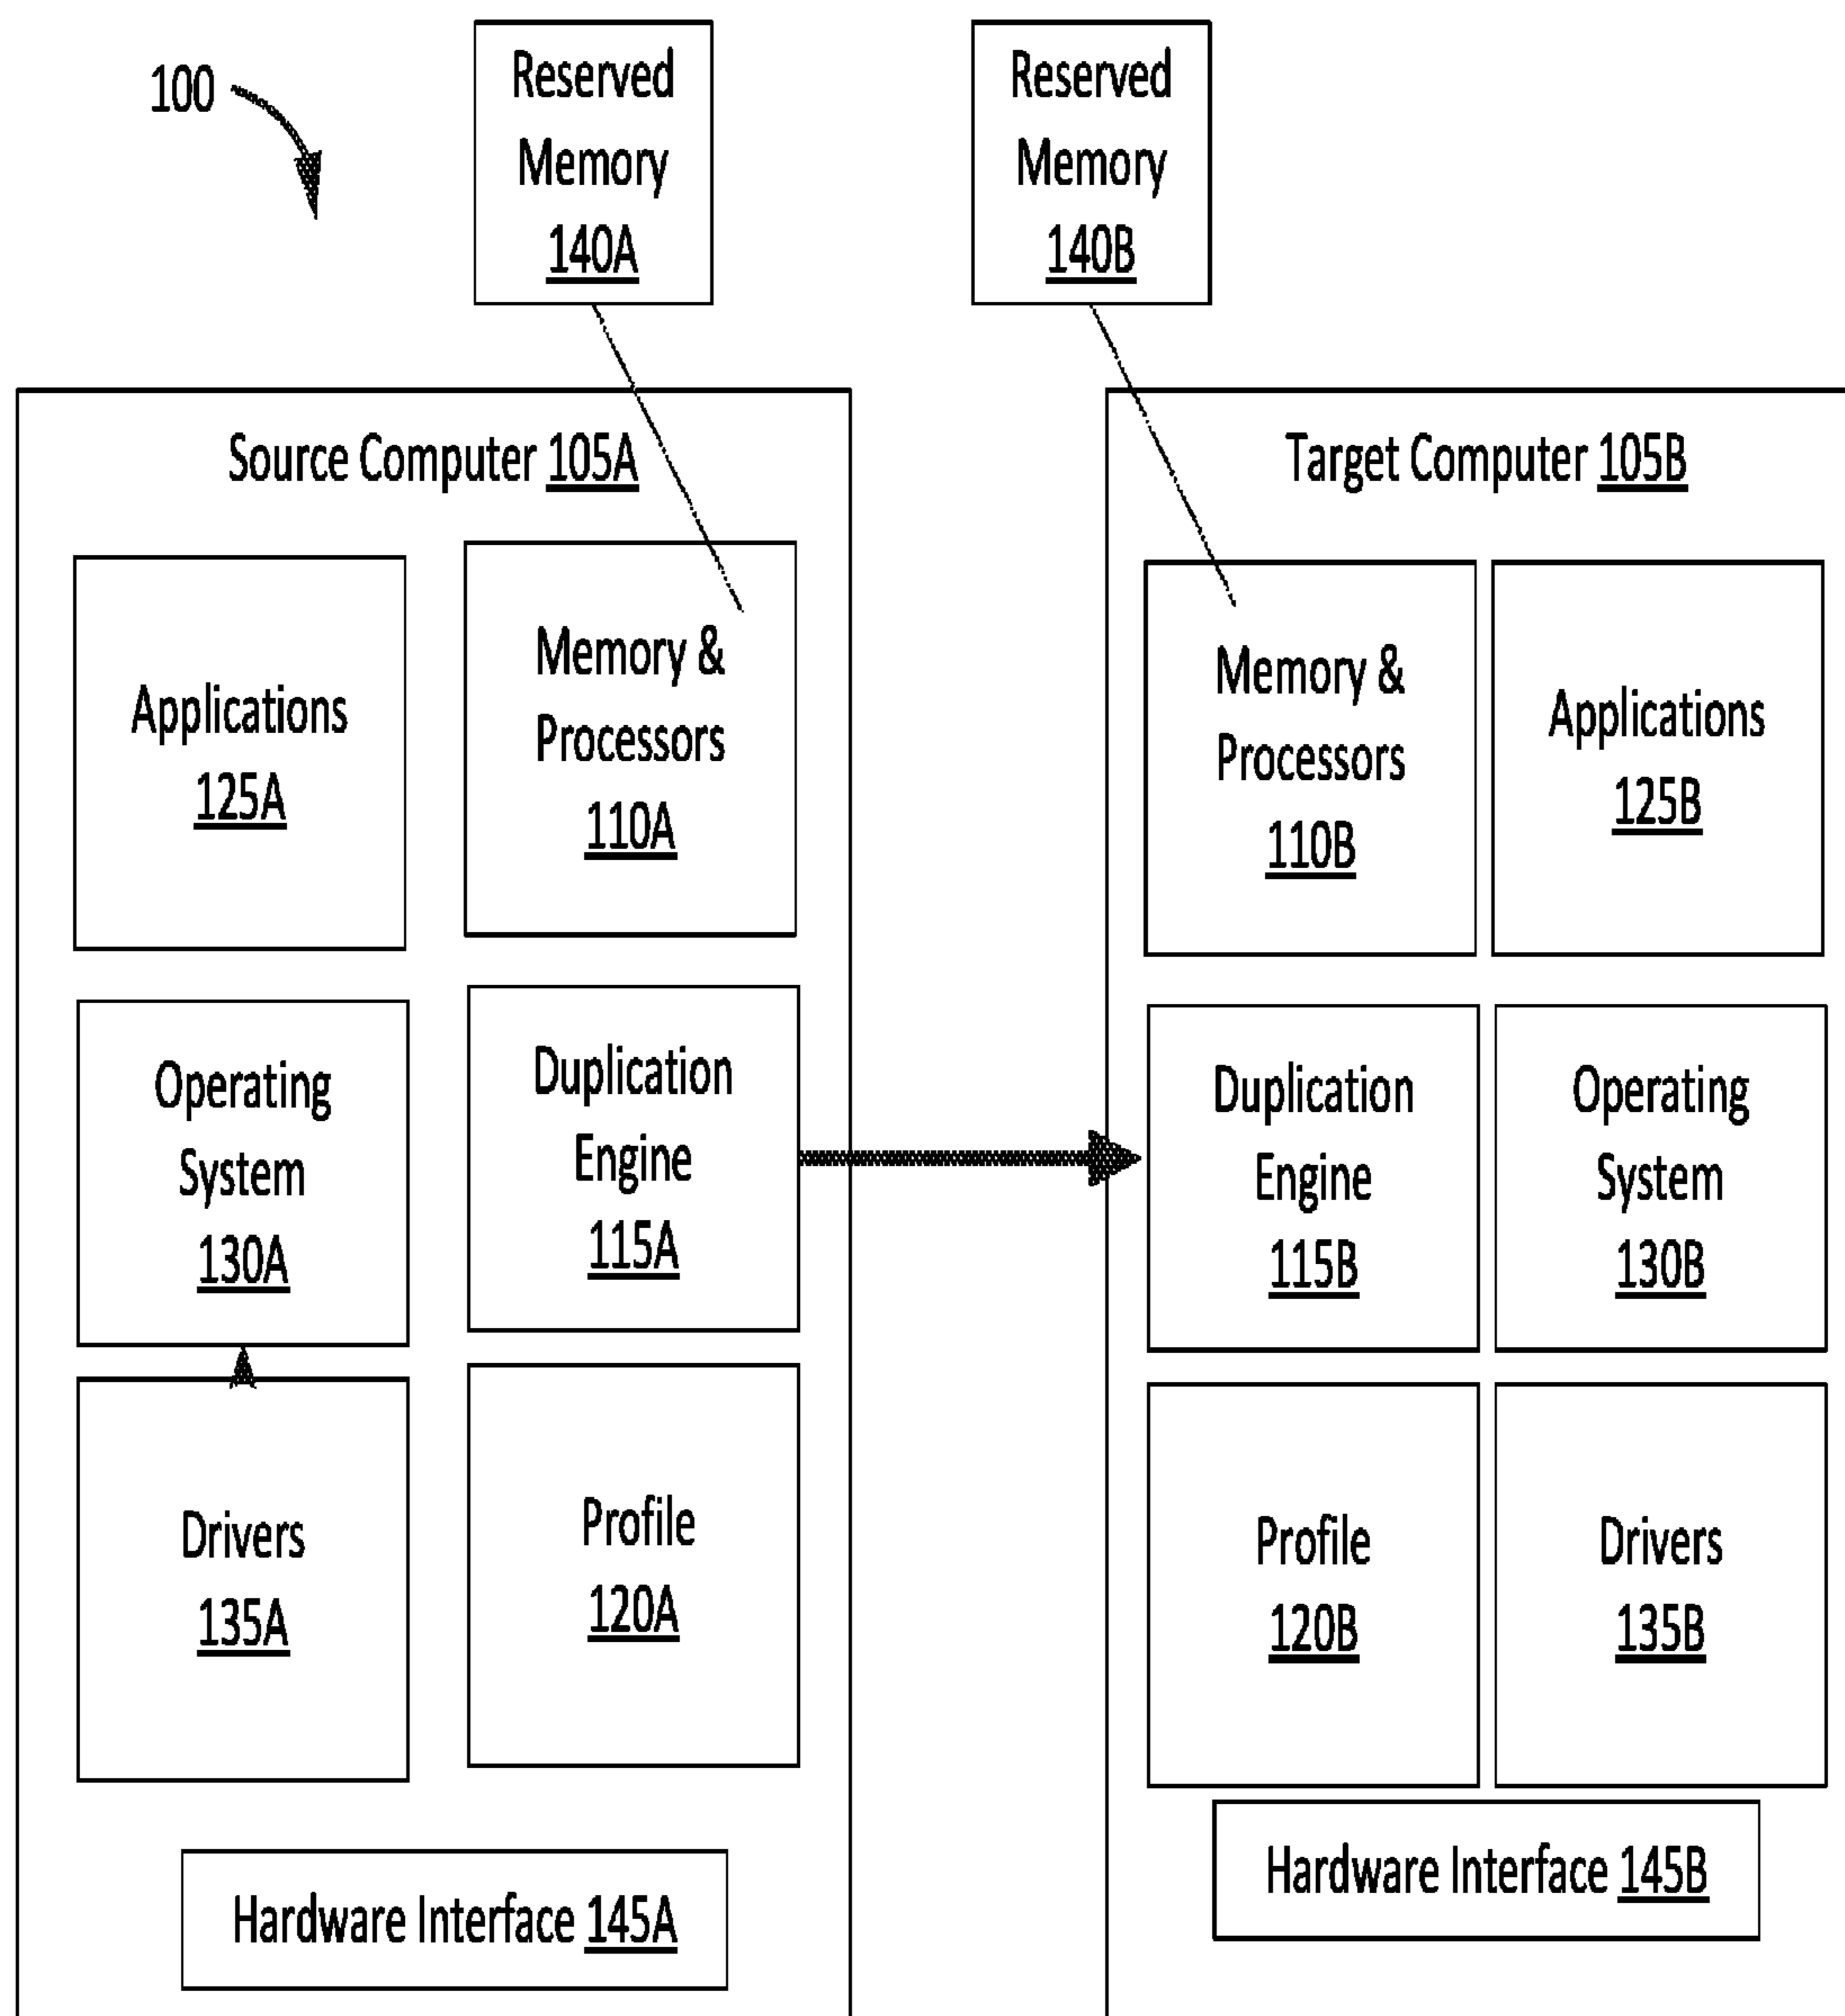 100
Reserved
Memory
140A
Reserved
Memory
140B
Source Computer 105A
Applications
125A
Memory &
Processors
110A
Operating
System
130A
Duplication
Engine
115A
Drivers
135A
Profile
120A
Hardware Interface 145A
Target Computer 105B
Memory &
Processors
110B
Applications
125B
Duplication
Engine
115B
Operating
System
130B
Profile
120B
Drivers
135B
Hardware Interface 145B